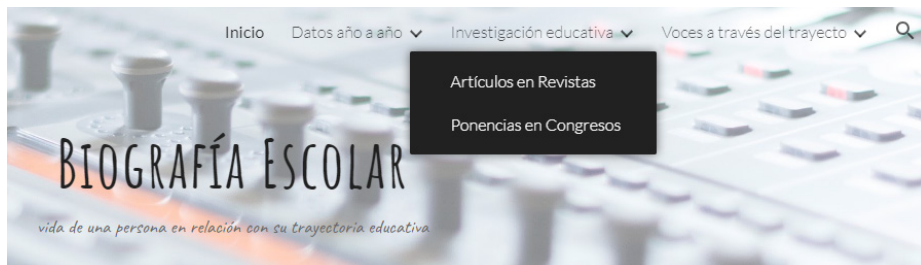 Inicio Datos año a año Investigación educativa Voces a través del trayecto
Artículos en Revistas
Ponencias en Congresos
BIOGRAFÍA ESCOLAR
vida de una persona en relación con su trayectoria educativa